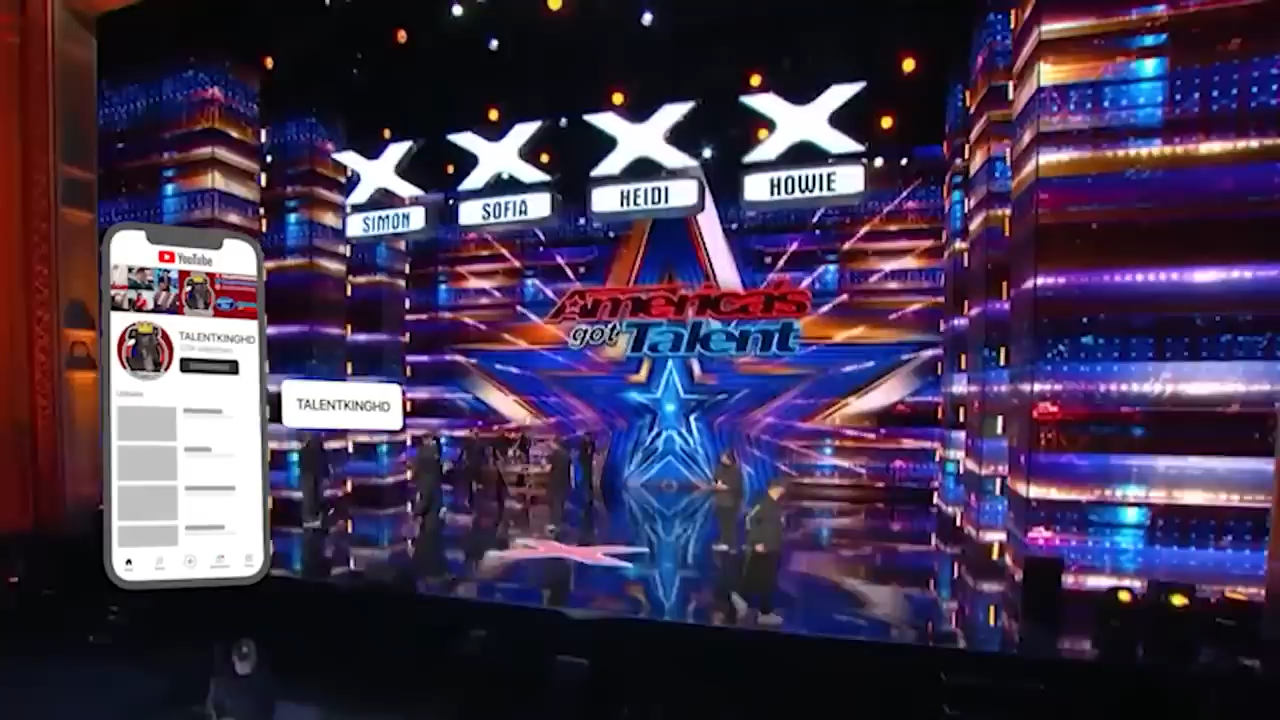 SIMON
SOFIA
HEIDI
HOWIE
YouTube
TALENTKINGHD
TALENTKINGHD
America's
got Talent